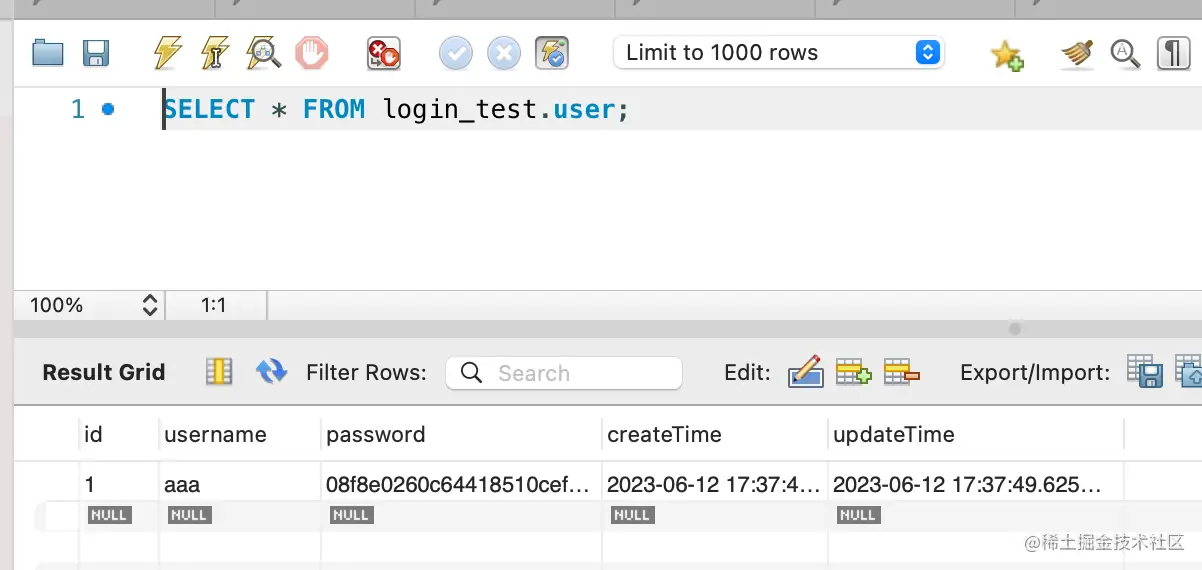 Limit to 1000 rows
1 SELECT * FROM login_test.user;
100% 1:1
Result Grid Filter Rows: Search Edit: Export/Import:
id username password createTime updateTime
1 aaa 08f8e0260c64418510cef... 2023-06-12 17:37:4... 2023-06-12 17:37:49.625...
NULL NULL NULL NULL NULL
@稀土掘金技术社区